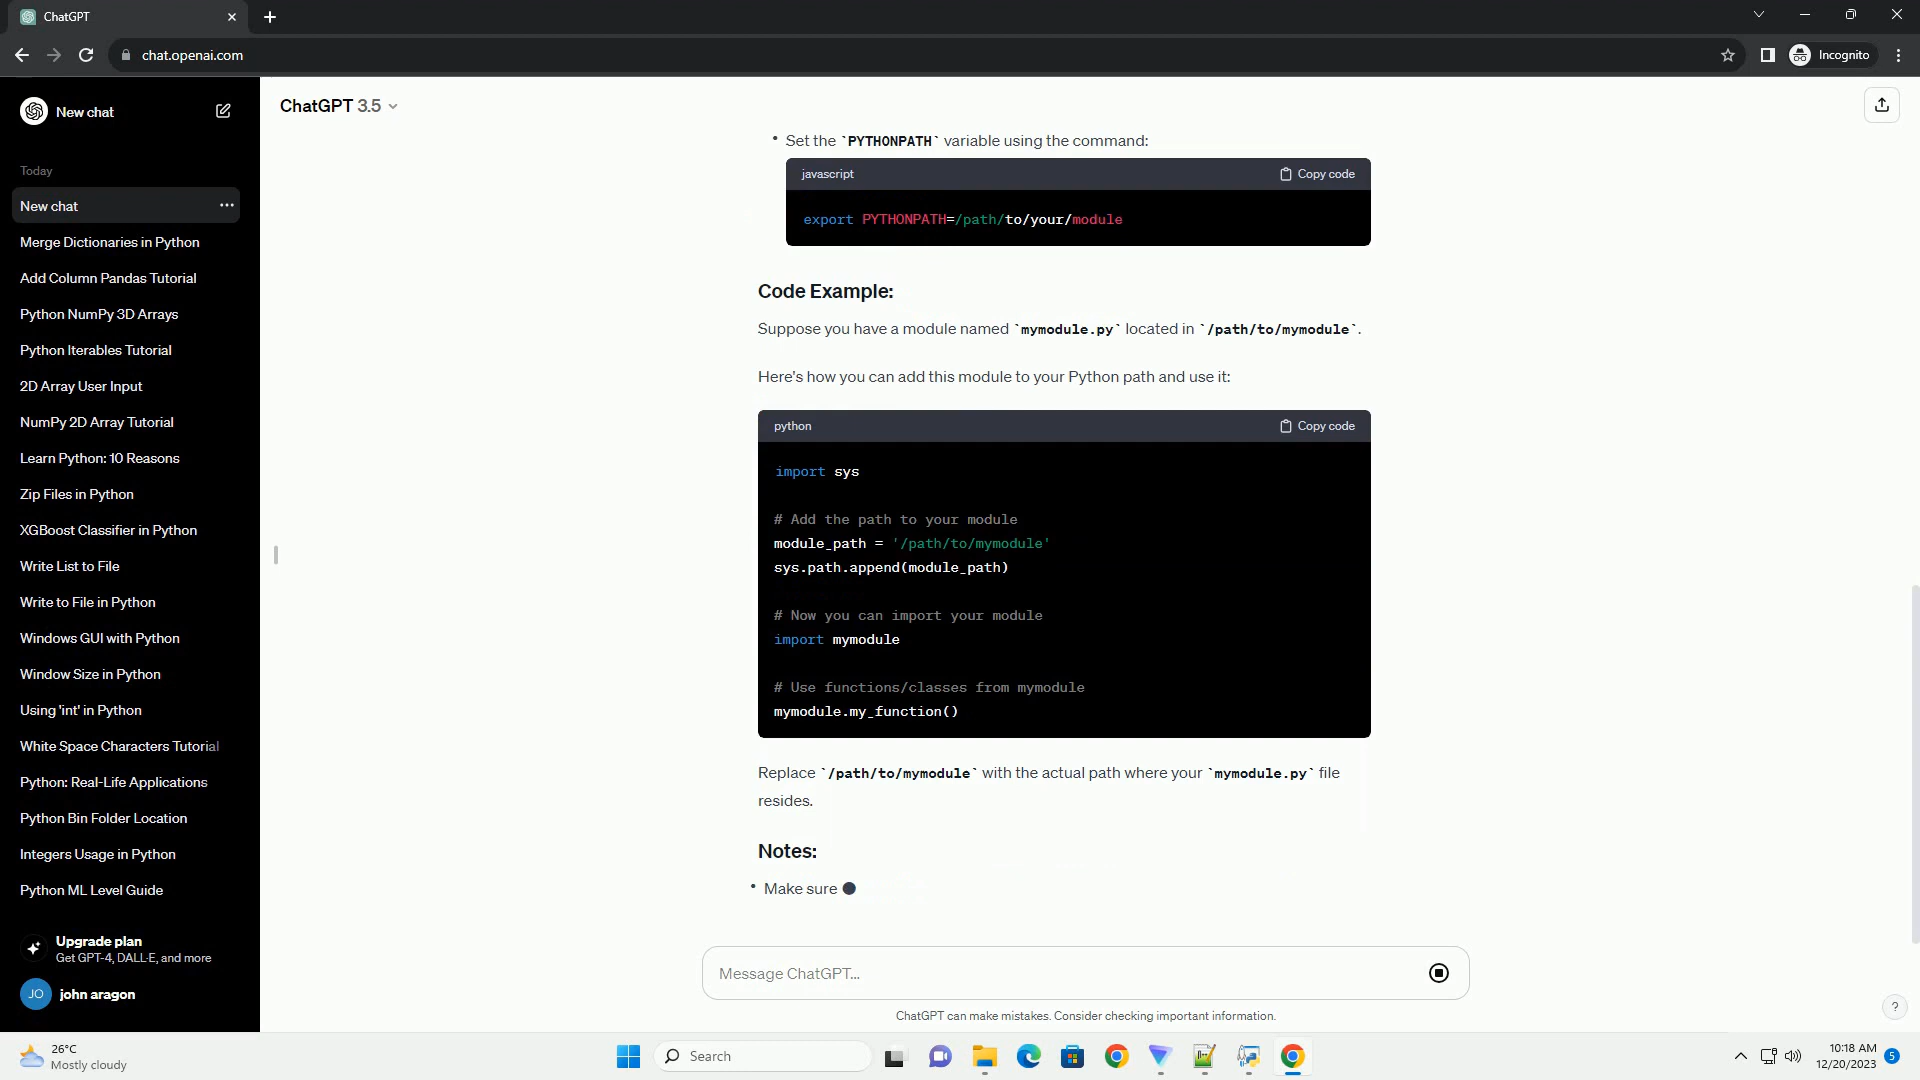 ChatGPT
chat.openai.com
Incognito
New chat
ChatGPT 3.5
Today
New chat
Merge Dictionaries in Python
Add Column Pandas Tutorial
Python NumPy 3D Arrays
Python Iterables Tutorial
2D Array User Input
NumPy 2D Array Tutorial
Learn Python: 10 Reasons
Zip Files in Python
XGBoost Classifier in Python
Write List to File
Write to File in Python
Windows GUI with Python
Window Size in Python
Using 'int' in Python
White Space Characters Tutorial
Python: Real-Life Applications
Python Bin Folder Location
Integers Usage in Python
Python ML Level Guide
Upgrade plan
Get GPT-4, DALL·E, and more
JO john aragon
• Set the `PYTHONPATH` variable using the command:
javascript Copy code
export PYTHONPATH=/path/to/your/module
Code Example:
Suppose you have a module named `mymodule.py` located in `/path/to/mymodule`.
Here's how you can add this module to your Python path and use it:
python Copy code
import sys
# Add the path to your module
module_path = '/path/to/mymodule'
sys.path.append(module_path)
# Now you can import your module
import mymodule
# Use functions/classes from mymodule
mymodule.my_function()
Replace `/path/to/mymodule` with the actual path where your `mymodule.py` file
resides.
Notes:
• Make sure
Message ChatGPT...
ChatGPT can make mistakes. Consider checking important information.
?
26°C
Mostly cloudy
Search
10:18 AM
12/20/2023
5